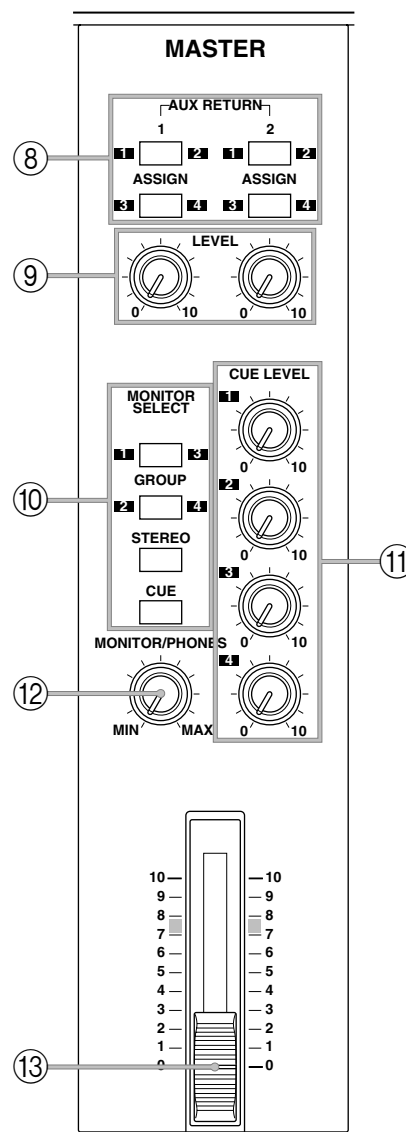 MASTER
AUX RETURN
1 2
1 2 1 2
⑧
ASSIGN ASSIGN
3 4 3 4
LEVEL
⑨
0 10 0 10
MONITOR SELECT
CUE LEVEL
1
1 3
0 10
GROUP
2
⑩
2 4
STEREO
0 10
⑪
3
CUE
0 10
MONITOR/PHONES
4
⑫
MIN MAX
0 10
10 10
9 9
8 8
7 7
6 6
5 5
4 4
3 3
2 2
1 1
⑬
0 0